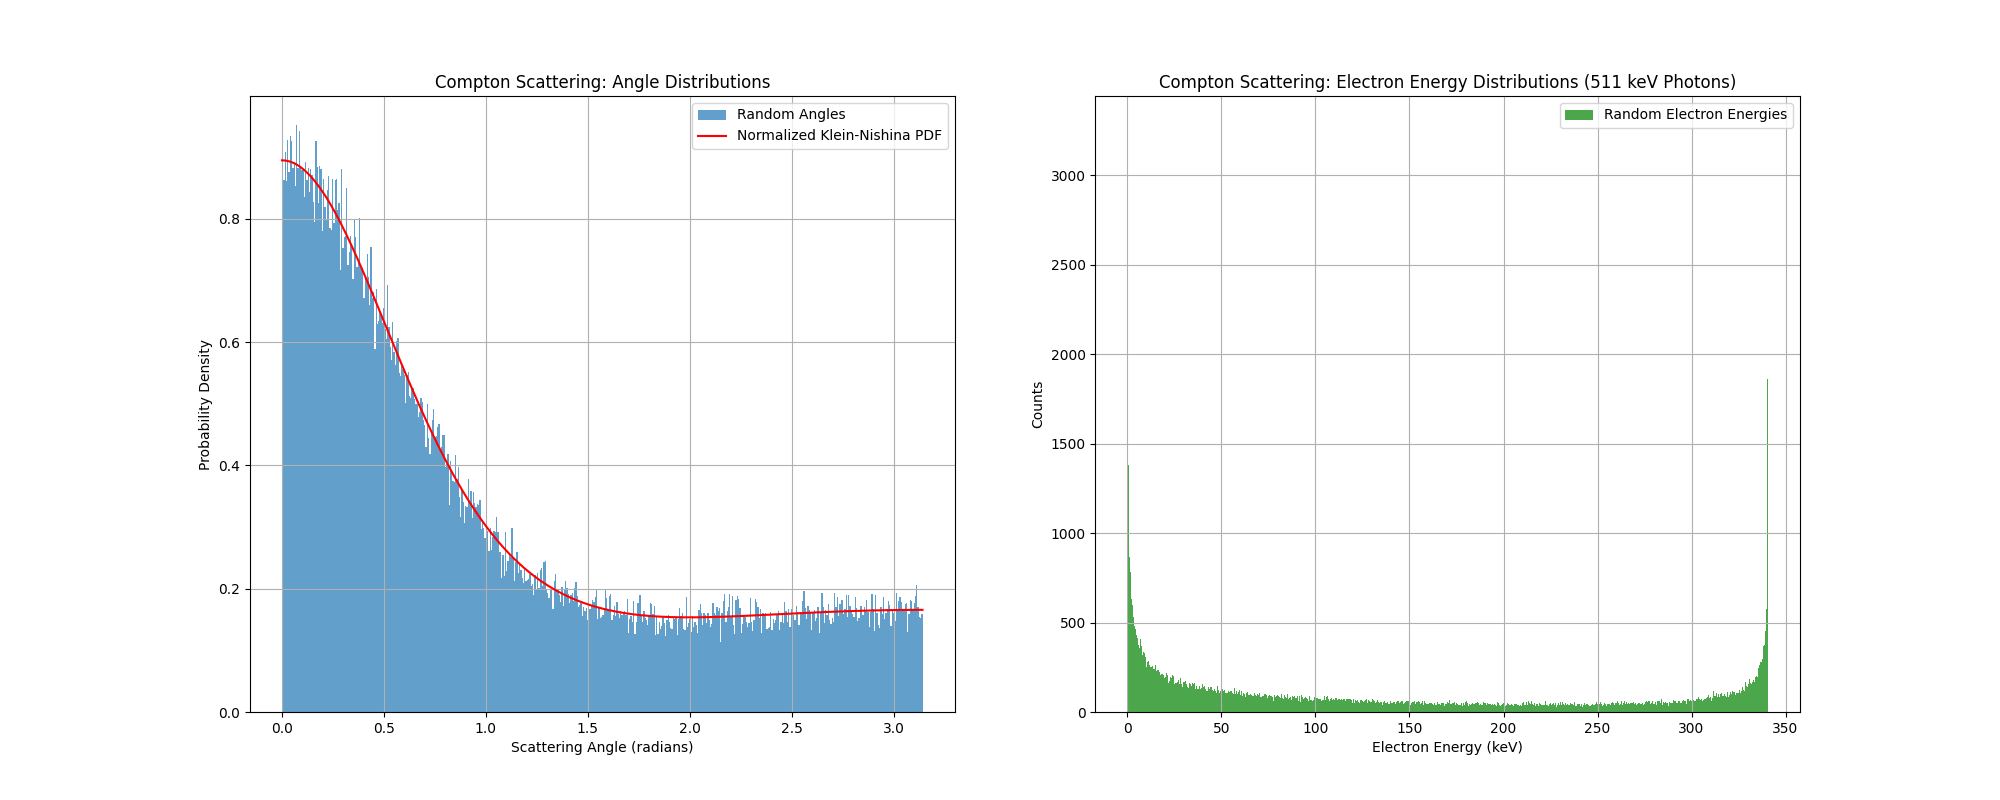 Compton Scattering: Angle Distributions
Random Angles
Normalized Klein-Nishina PDF
Probability Density
0.8
0.6
0.4
0.2
0.0
0.0 0.5 1.0 1.5 2.0 2.5 3.0
Scattering Angle (radians)
Compton Scattering: Electron Energy Distributions (511 keV Photons)
Random Electron Energies
Counts
3000
2500
2000
1500
1000
500
0
0 50 100 150 200 250 300 350
Electron Energy (keV)